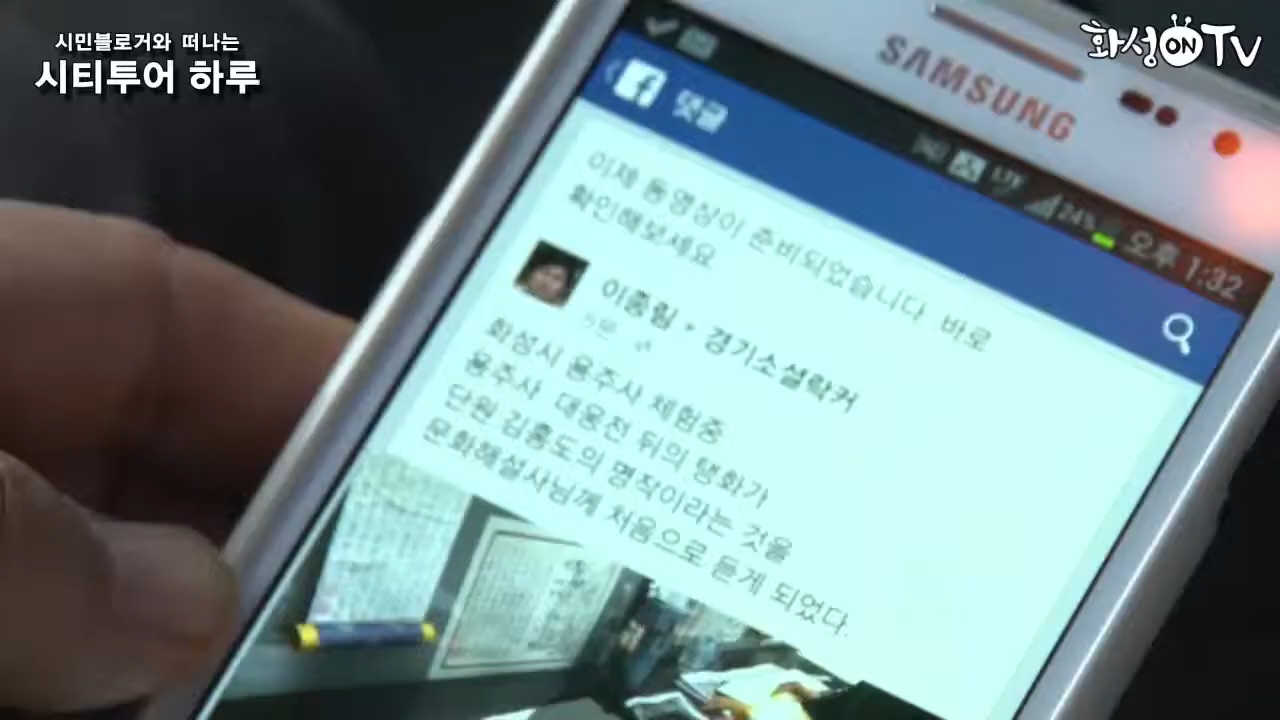 시민블로거와 떠나는
시티투어 하루
화성ON TV
SAMSUNG
LTE
24% 오후 1:32
댓글
이제 동영상이 준비되었습니다 바로
확인해보세요
이종림 • 경기소셜락커
5분
화성시 용주사 체험중
용주사 대웅전 뒤의 탱화가
단원 김홍도의 명작이라는 것을
문화해설사님께 처음으로 듣게 되었다.